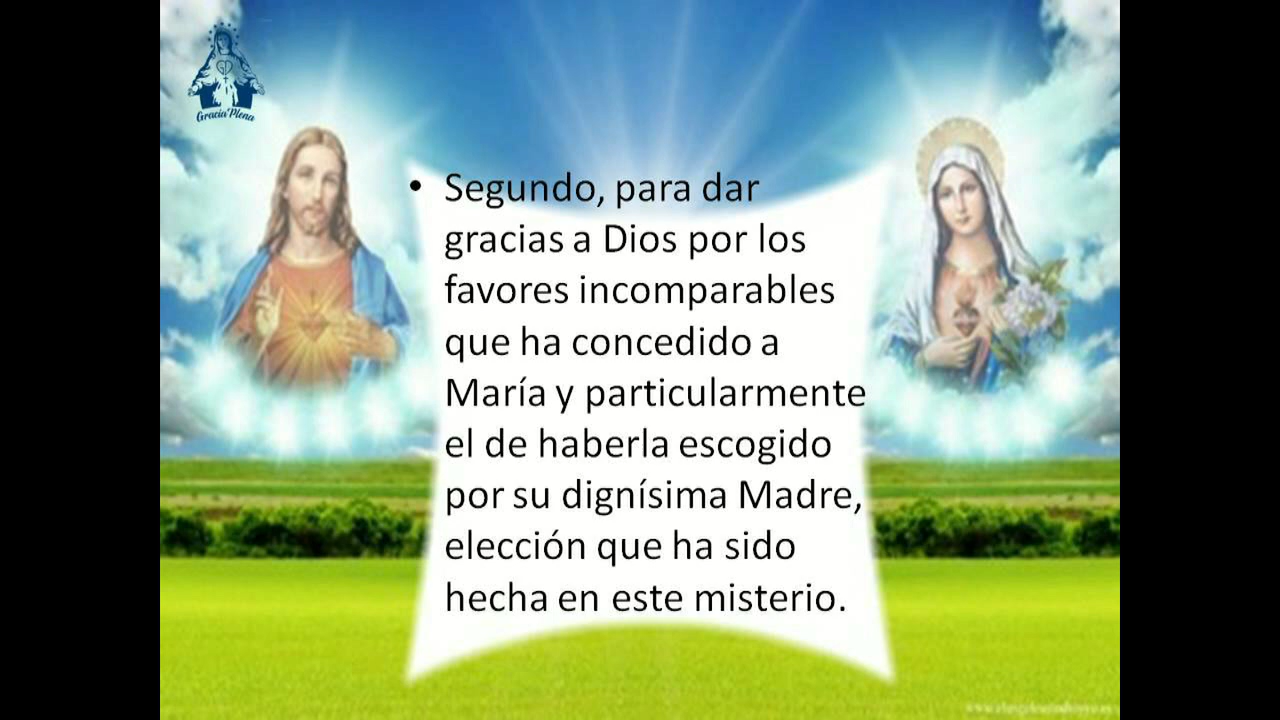 Gracia Plena
• Segundo, para dar
gracias a Dios por los
favores incomparables
que ha concedido a
María y particularmente
el de haberla escogido
por su dignísima Madre,
elección que ha sido
hecha en este misterio.